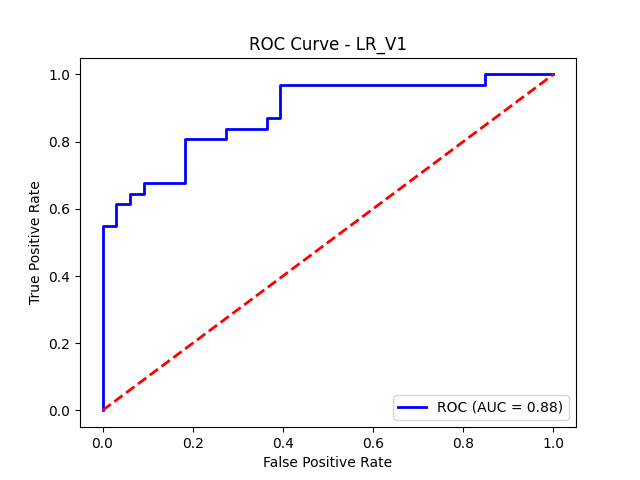 ROC Curve - LR_V1
1.0
0.8
0.6
0.4
0.2
0.0
True Positive Rate
0.0 0.2 0.4 0.6 0.8 1.0
False Positive Rate
ROC (AUC = 0.88)